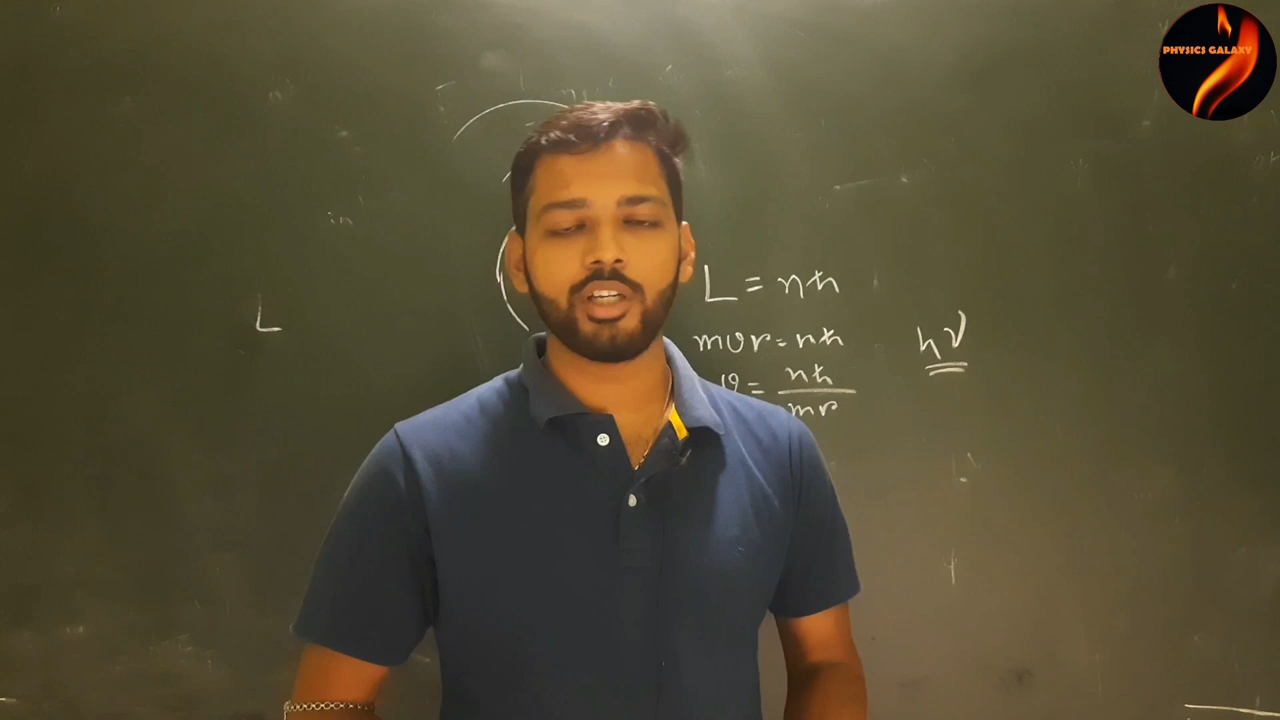 PHYSICS GALAXY
L
L = nħ
mvr = nħ
v = nħ/mr
hν